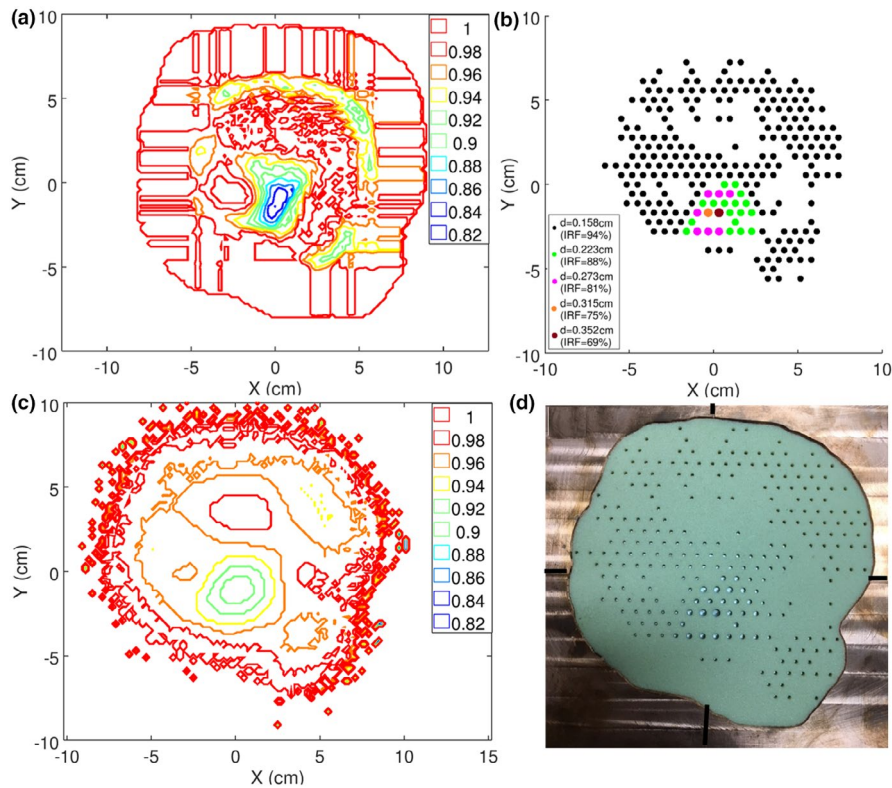 (a)
10
5
0
-5
-10
-10
-5
0
5
10
X (cm)
Y (cm)
1
0.98
0.96
0.94
0.92
0.9
0.88
0.86
0.84
0.82
(b)
10
5
0
-5
-10
-10
-5
0
5
10
X (cm)
Y (cm)
d=0.158cm
(IRF=94%)
d=0.223cm
(IRF=88%)
d=0.273cm
(IRF=81%)
d=0.315cm
(IRF=75%)
d=0.352cm
(IRF=69%)
(c)
10
5
0
-5
-10
-10
-5
0
5
10
15
X (cm)
Y (cm)
1
0.98
0.96
0.94
0.92
0.9
0.88
0.86
0.84
0.82
(d)